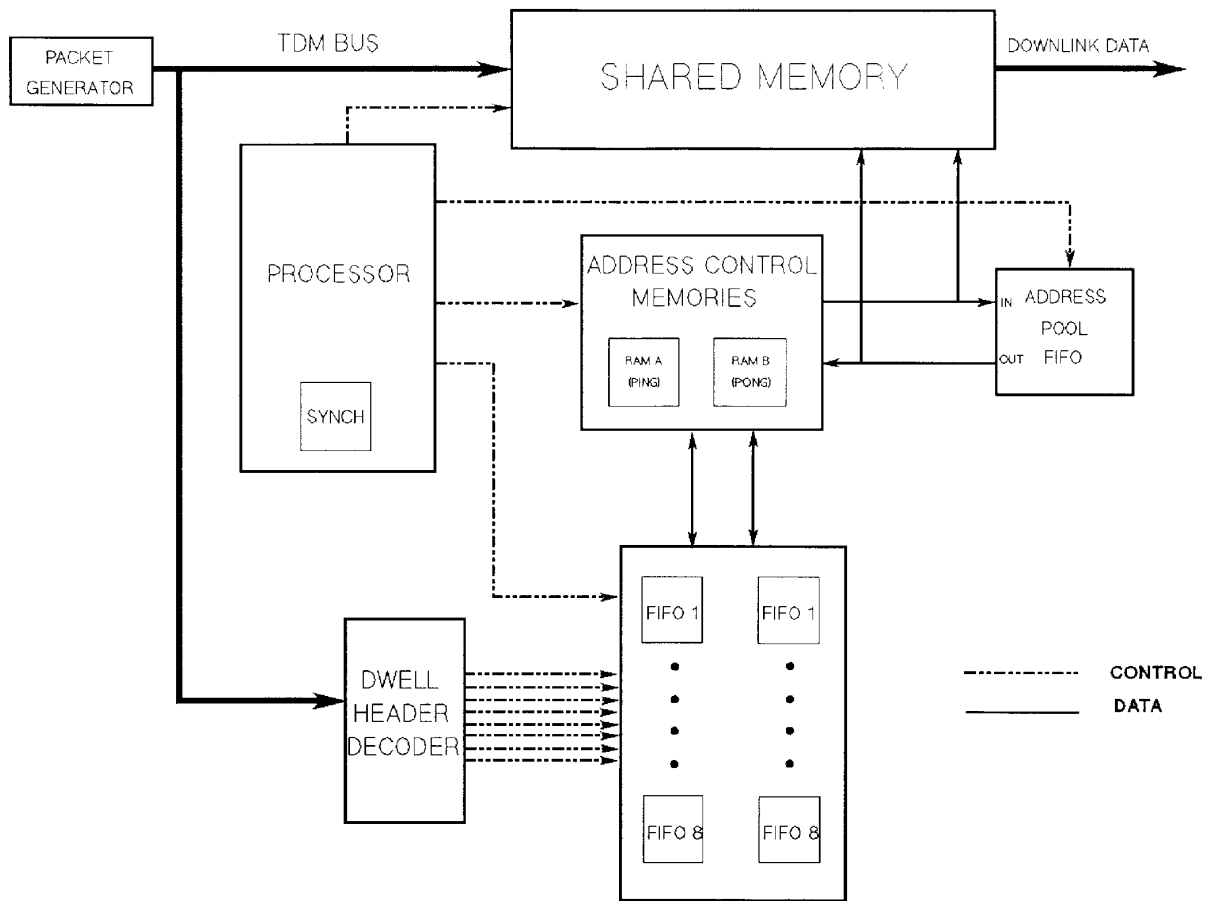 TDM BUS
PACKET
GENERATOR
SHARED MEMORY
DOWNLINK DATA
PROCESSOR
SYNCH
ADDRESS CONTROL
MEMORIES
RAM A
(PING)
RAM B
(PONG)
IN
OUT
ADDRESS
POOL
FIFO
DWELL
HEADER
DECODER
FIFO 1
FIFO 1
FIFO 8
FIFO 8
CONTROL
DATA